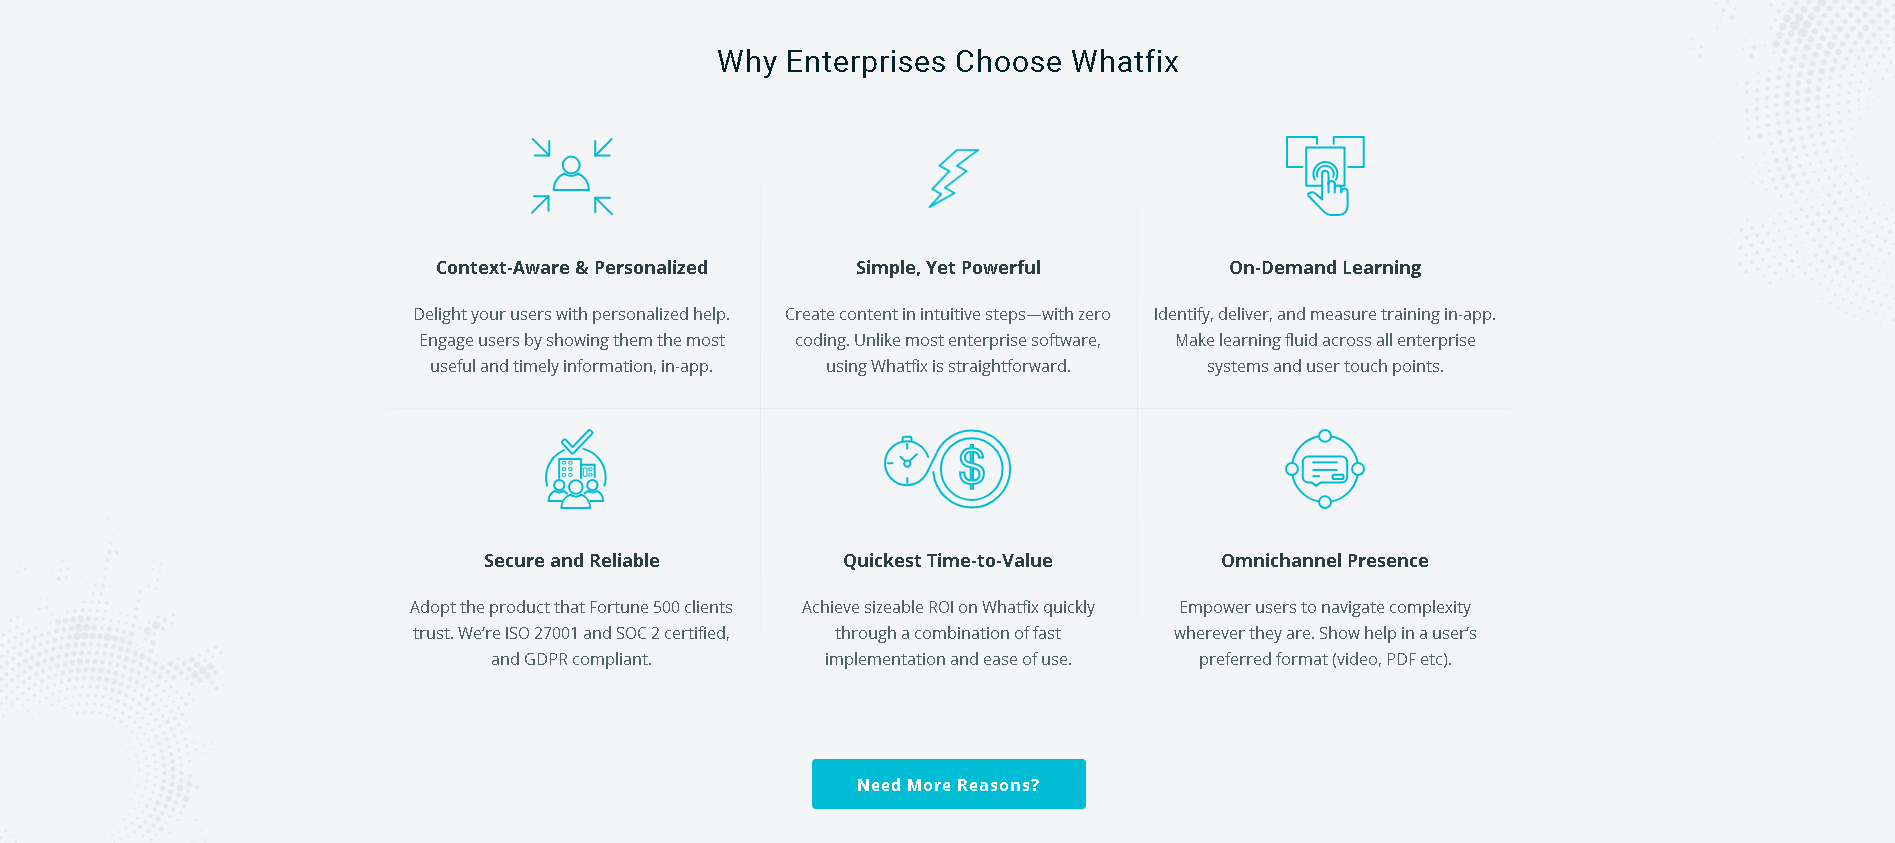 Why Enterprises Choose Whatfix
Context-Aware & Personalized
Delight your users with personalized help.
Engage users by showing them the most
useful and timely information, in-app.
Simple, Yet Powerful
Create content in intuitive steps—with zero
coding. Unlike most enterprise software,
using Whatfix is straightforward.
On-Demand Learning
Identify, deliver, and measure training in-app.
Make learning fluid across all enterprise
systems and user touch points.
Secure and Reliable
Adopt the product that Fortune 500 clients
trust. We’re ISO 27001 and SOC 2 certified,
and GDPR compliant.
Quickest Time-to-Value
Achieve sizeable ROI on Whatfix quickly
through a combination of fast
implementation and ease of use.
Omnichannel Presence
Empower users to navigate complexity
wherever they are. Show help in a user’s
preferred format (video, PDF etc).
Need More Reasons?